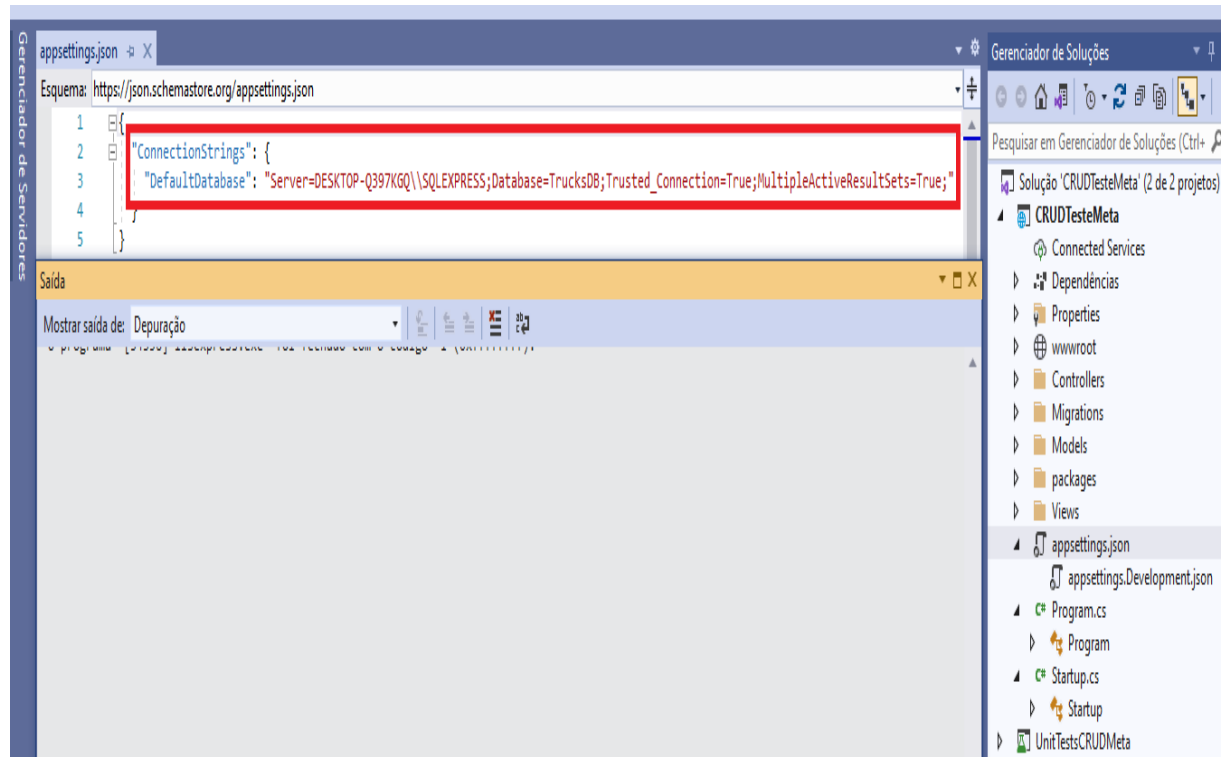 Gerenciador de Servidores
appsettings.json
Esquema: https://json.schemastore.org/appsettings.json
1 {
2 "ConnectionStrings": {
3 "DefaultDatabase": "Server=DESKTOP-Q397KGQ\\SQLEXPRESS;Database=TrucksDB;Trusted_Connection=True;MultipleActiveResultSets=True;"
4 }
5 }
Saída
Mostrar saída de: Depuração
Gerenciador de Soluções
Pesquisar em Gerenciador de Soluções (Ctrl+
Solução 'CRUDTesteMeta' (2 de 2 projetos)
CRUDTesteMeta
Connected Services
Dependências
Properties
wwwroot
Controllers
Migrations
Models
packages
Views
appsettings.json
appsettings.Development.json
C# Program.cs
Program
C# Startup.cs
Startup
UnitTestsCRUDMeta